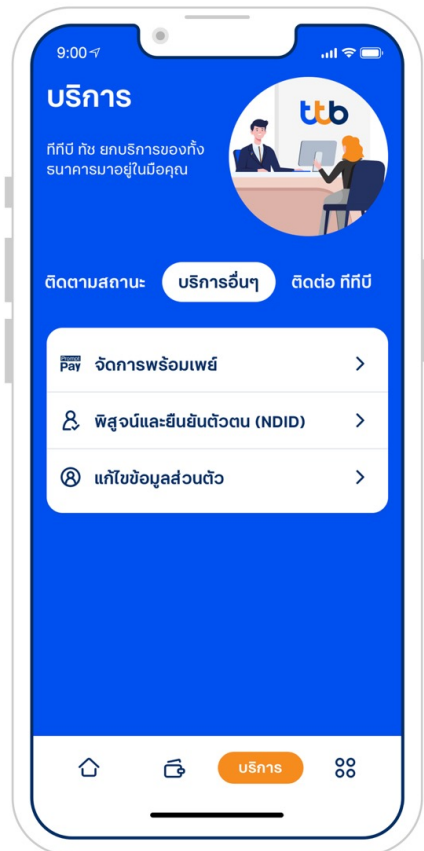 9:00
บริการ
ttb
ทีทีบี ทัช ยกบริการของทั้ง
ธนาคารมาอยู่ในมือคุณ
ติดตามสถานะ
บริการอื่นๆ
ติดต่อ ทีทีบี
Prompt
Pay
จัดการพร้อมเพย์
พิสูจน์และยืนยันตัวตน (NDID)
แก้ไขข้อมูลส่วนตัว
บริการ